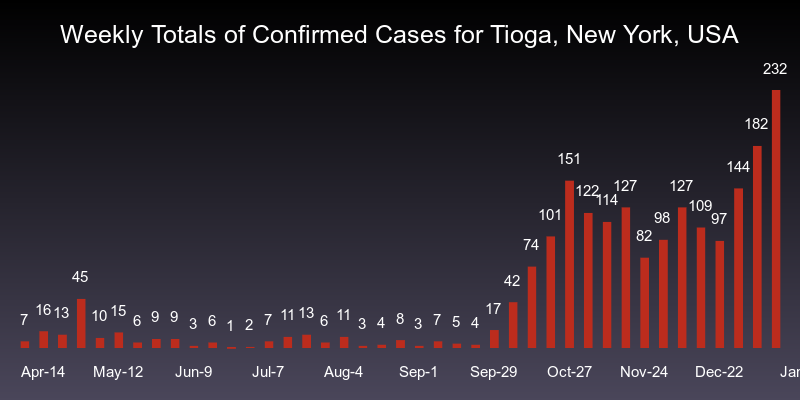 Weekly Totals of Confirmed Cases for Tioga, New York, USA
7 16 13 45 10 15 6 9 9 3 6 1 2 7 11 13 6 11 3 4 8 3 7 5 4 17 42 74 101 151 122 114 127 82 98 127 109 97 144 182 232
Apr-14 May-12 Jun-9 Jul-7 Aug-4 Sep-1 Sep-29 Oct-27 Nov-24 Dec-22 Jan